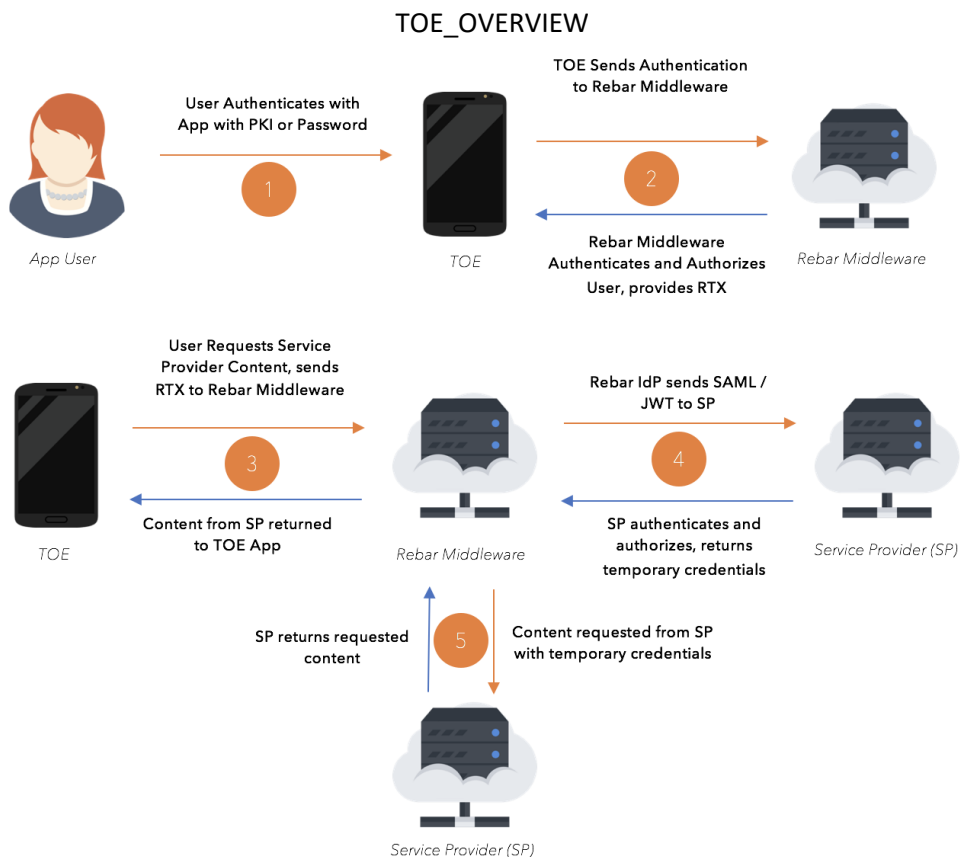 TOE_OVERVIEW
User Authenticates with
App with PKI or Password
1
App User
TOE
TOE Sends Authentication
to Rebar Middleware
2
Rebar Middleware
Authenticates and Authorizes
User, provides RTX
Rebar Middleware
User Requests Service
Provider Content, sends
RTX to Rebar Middleware
3
Content from SP returned
to TOE App
TOE
Rebar Middleware
Rebar IdP sends SAML /
JWT to SP
4
SP authenticates and
authorizes, returns
temporary credentials
Service Provider (SP)
SP returns requested
content
5
Content requested from SP
with temporary credentials
Service Provider (SP)